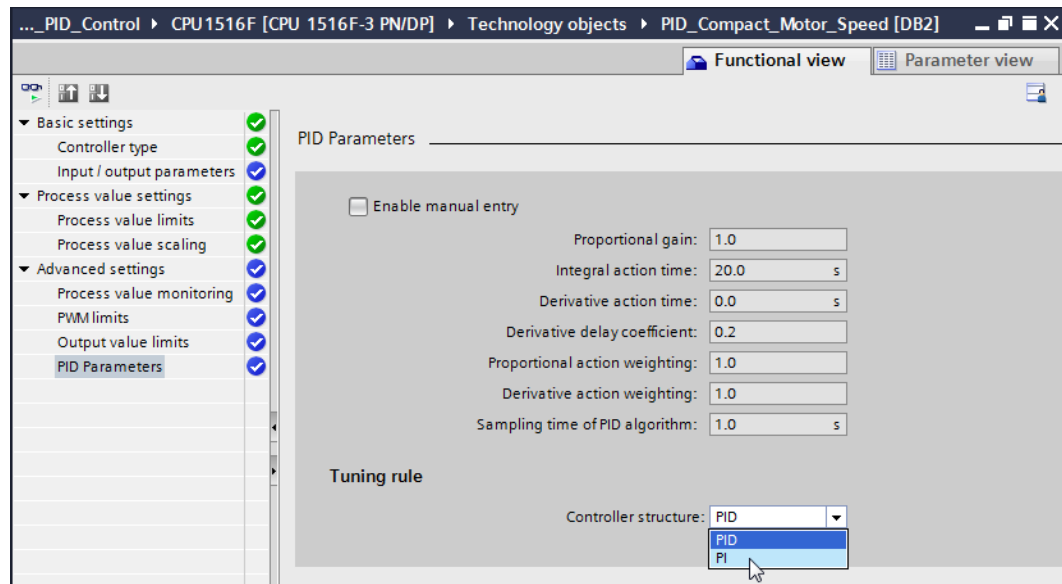 ..._PID_Control ▸ CPU1516F [CPU 1516F-3 PN/DP] ▸ Technology objects ▸ PID_Compact_Motor_Speed [DB2]
Functional view
Parameter view
Basic settings
Controller type
Input / output parameters
Process value settings
Process value limits
Process value scaling
Advanced settings
Process value monitoring
PWM limits
Output value limits
PID Parameters
PID Parameters
Enable manual entry
Proportional gain: 1.0
Integral action time: 20.0 s
Derivative action time: 0.0 s
Derivative delay coefficient: 0.2
Proportional action weighting: 1.0
Derivative action weighting: 1.0
Sampling time of PID algorithm: 1.0 s
Tuning rule
Controller structure: PID
PID
PI